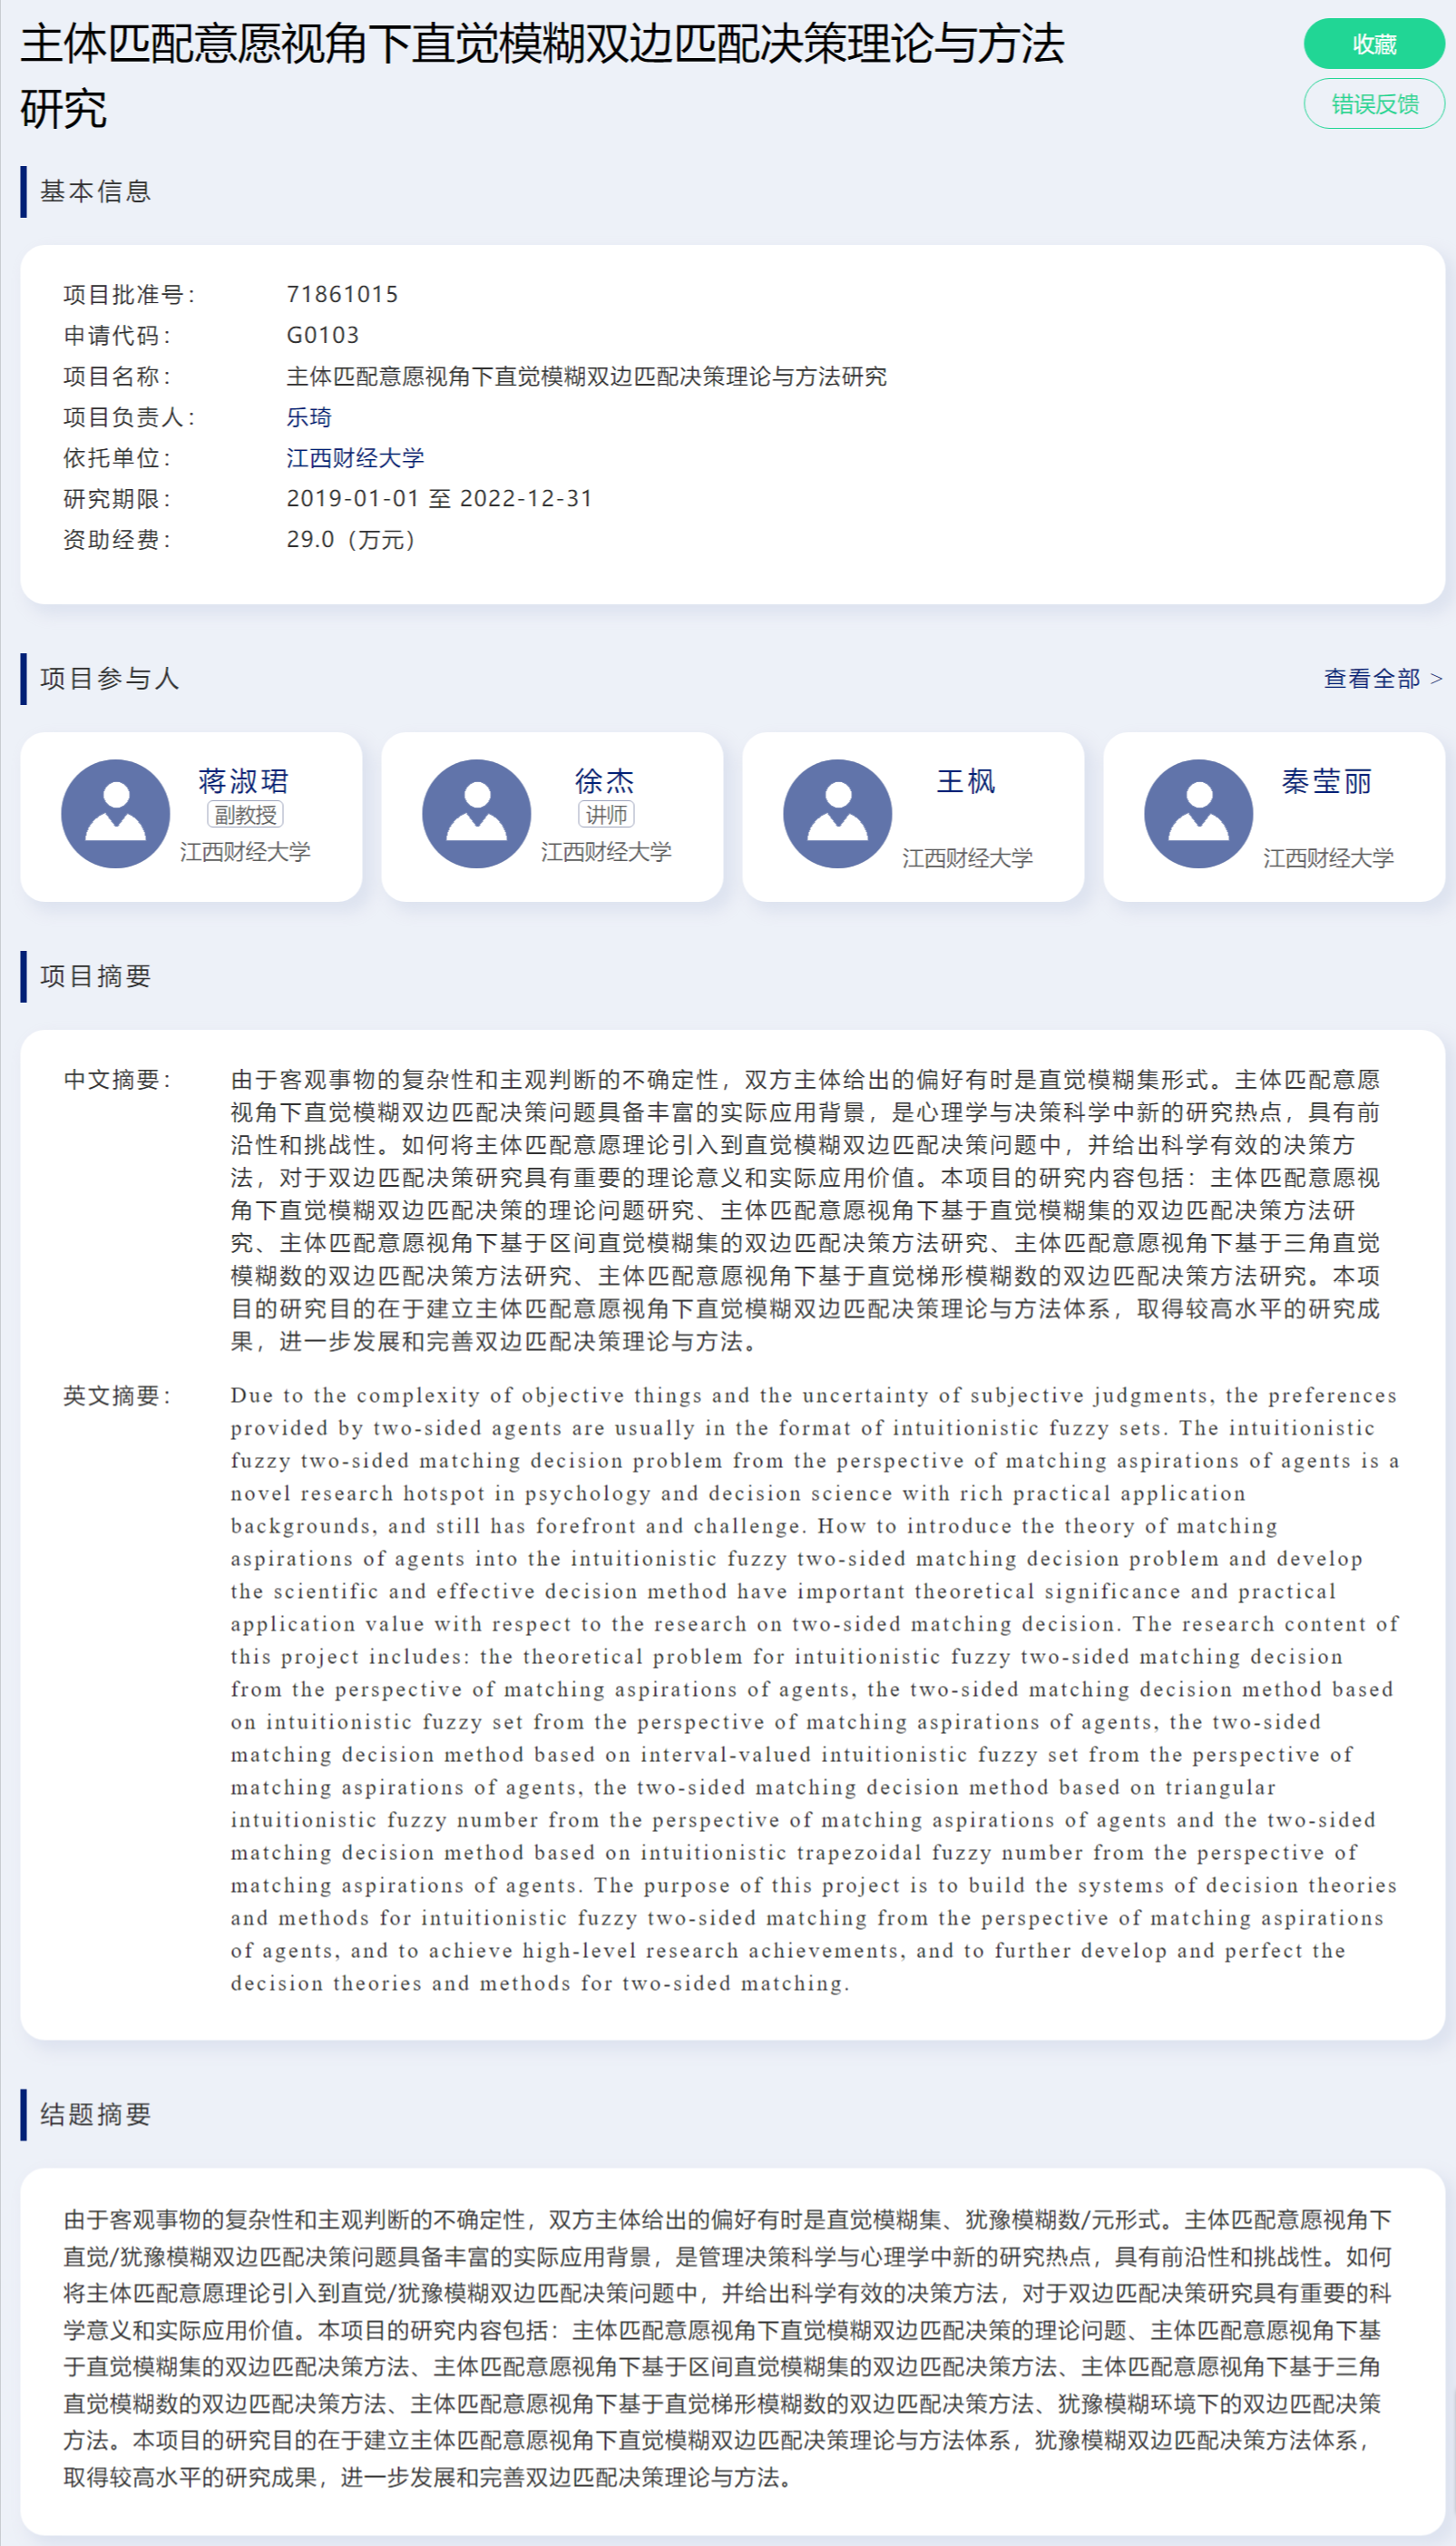 主体匹配意愿视角下直觉模糊双边匹配决策理论与方法
研究
收藏
错误反馈
基本信息
项目批准号: 71861015
申请代码: G0103
项目名称: 主体匹配意愿视角下直觉模糊双边匹配决策理论与方法研究
项目负责人: 乐琦
依托单位: 江西财经大学
研究期限: 2019-01-01 至 2022-12-31
资助经费: 29.0（万元）
项目参与人
查看全部 >
蒋淑珺
副教授
江西财经大学
徐杰
讲师
江西财经大学
王枫
江西财经大学
秦莹丽
江西财经大学
项目摘要
中文摘要: 由于客观事物的复杂性和主观判断的不确定性，双方主体给出的偏好有时是直觉模糊集形式。主体匹配意愿
视角下直觉模糊双边匹配决策问题具备丰富的实际应用背景，是心理学与决策科学中新的研究热点，具有前
沿性和挑战性。如何将主体匹配意愿理论引入到直觉模糊双边匹配决策问题中，并给出科学有效的决策方
法，对于双边匹配决策研究具有重要的理论意义和实际应用价值。本项目的研究内容包括：主体匹配意愿视
角下直觉模糊双边匹配决策的理论问题研究、主体匹配意愿视角下基于直觉模糊集的双边匹配决策方法研
究、主体匹配意愿视角下基于区间直觉模糊集的双边匹配决策方法研究、主体匹配意愿视角下基于三角直觉
模糊数的双边匹配决策方法研究、主体匹配意愿视角下基于直觉梯形模糊数的双边匹配决策方法研究。本项
目的研究目的在于建立主体匹配意愿视角下直觉模糊双边匹配决策理论与方法体系，取得较高水平的研究成
果，进一步发展和完善双边匹配决策理论与方法。
英文摘要: Due to the complexity of objective things and the uncertainty of subjective judgments, the preferences
provided by two-sided agents are usually in the format of intuitionistic fuzzy sets. The intuitionistic
fuzzy two-sided matching decision problem from the perspective of matching aspirations of agents is a
novel research hotspot in psychology and decision science with rich practical application
backgrounds, and still has forefront and challenge. How to introduce the theory of matching
aspirations of agents into the intuitionistic fuzzy two-sided matching decision problem and develop
the scientific and effective decision method have important theoretical significance and practical
application value with respect to the research on two-sided matching decision. The research content of
this project includes: the theoretical problem for intuitionistic fuzzy two-sided matching decision
from the perspective of matching aspirations of agents, the two-sided matching decision method based
on intuitionistic fuzzy set from the perspective of matching aspirations of agents, the two-sided
matching decision method based on interval-valued intuitionistic fuzzy set from the perspective of
matching aspirations of agents, the two-sided matching decision method based on triangular
intuitionistic fuzzy number from the perspective of matching aspirations of agents and the two-sided
matching decision method based on intuitionistic trapezoidal fuzzy number from the perspective of
matching aspirations of agents. The purpose of this project is to build the systems of decision theories
and methods for intuitionistic fuzzy two-sided matching from the perspective of matching aspirations
of agents, and to achieve high-level research achievements, and to further develop and perfect the
decision theories and methods for two-sided matching.
结题摘要
由于客观事物的复杂性和主观判断的不确定性，双方主体给出的偏好有时是直觉模糊集、犹豫模糊数/元形式。主体匹配意愿视角下
直觉/犹豫模糊双边匹配决策问题具备丰富的实际应用背景，是管理决策科学与心理学中新的研究热点，具有前沿性和挑战性。如何
将主体匹配意愿理论引入到直觉/犹豫模糊双边匹配决策问题中，并给出科学有效的决策方法，对于双边匹配决策研究具有重要的科
学意义和实际应用价值。本项目的研究内容包括：主体匹配意愿视角下直觉模糊双边匹配决策的理论问题、主体匹配意愿视角下基
于直觉模糊集的双边匹配决策方法、主体匹配意愿视角下基于区间直觉模糊集的双边匹配决策方法、主体匹配意愿视角下基于三角
直觉模糊数的双边匹配决策方法、主体匹配意愿视角下基于直觉梯形模糊数的双边匹配决策方法、犹豫模糊环境下的双边匹配决策
方法。本项目的研究目的在于建立主体匹配意愿视角下直觉模糊双边匹配决策理论与方法体系，犹豫模糊双边匹配决策方法体系，
取得较高水平的研究成果，进一步发展和完善双边匹配决策理论与方法。